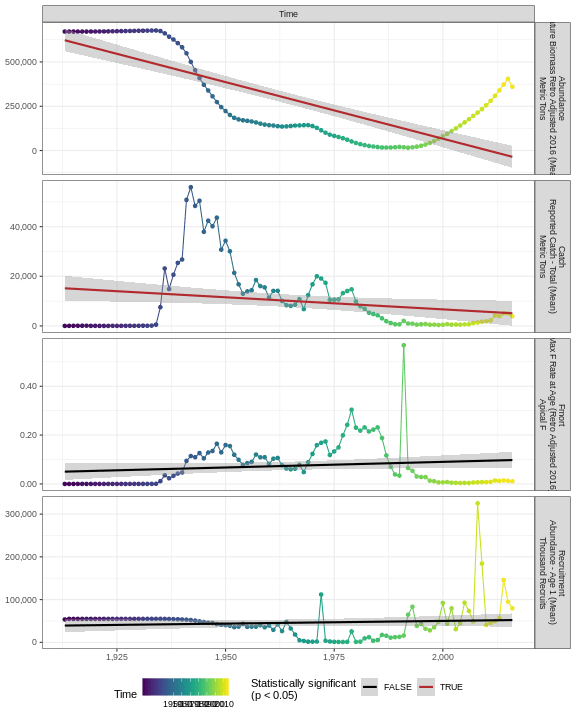 Time
500,000
250,000
0
Abundance
ture Biomass Retro Adjusted 2016 (Mea
Metric Tons
40,000
20,000
0
Catch
Reported Catch - Total (Mean)
Metric Tons
0.40
0.20
0.00
Fmort
Max F Rate at Age (Retro Adjusted 2016
Apical F
300,000
200,000
100,000
0
Recruitment
Abundance - Age 1 (Mean)
Thousand Recruits
1,925 1,950 1,975 2,000
Time
Statistically significant
(p < 0.05)
FALSE TRUE